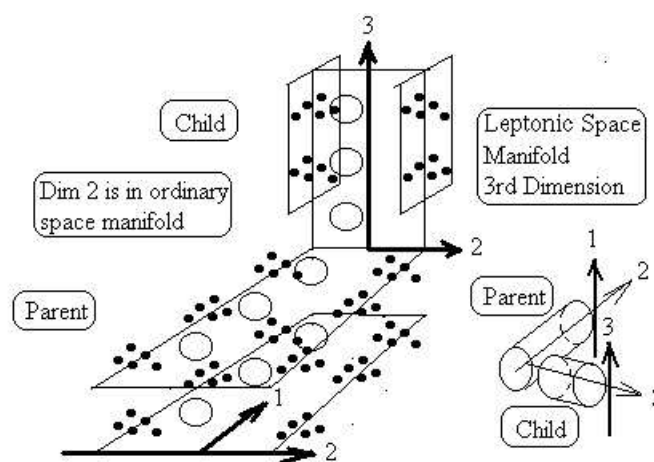 3
Child
Leptonic Space
Manifold
3rd Dimension
Dim 2 is in ordinary
space manifold
2
1
2
Parent
Parent
3
1
2
Child